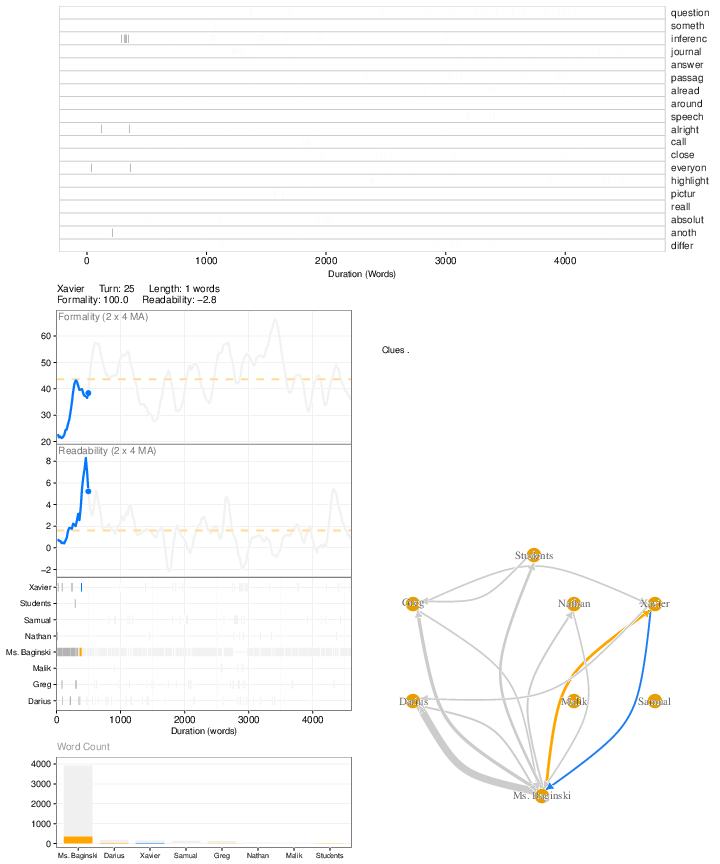 question
someth
inferenc
journal
answer
passag
alread
around
speech
alright
call
close
everyon
highlight
pictur
reall
absolut
anoth
differ
0 1000 2000 3000 4000
Duration (Words)
Xavier Turn: 25 Length: 1 words
Formality: 100.0 Readability: −2.8
Formality (2 x 4 MA)
60
50
40
30
20
Clues .
Readability (2 x 4 MA)
8
6
4
2
0
−2
Xavier
Students
Samual
Nathan
Ms. Baginski
Malik
Greg
Darius
0 1000 2000 3000 4000
Duration (words)
Students
Greg Nathan Xavier
Darius Malik Samual
Ms. Baginski
Word Count
4000
3000
2000
1000
0
Ms. Baginski Darius Xavier Samual Greg Nathan Malik Students